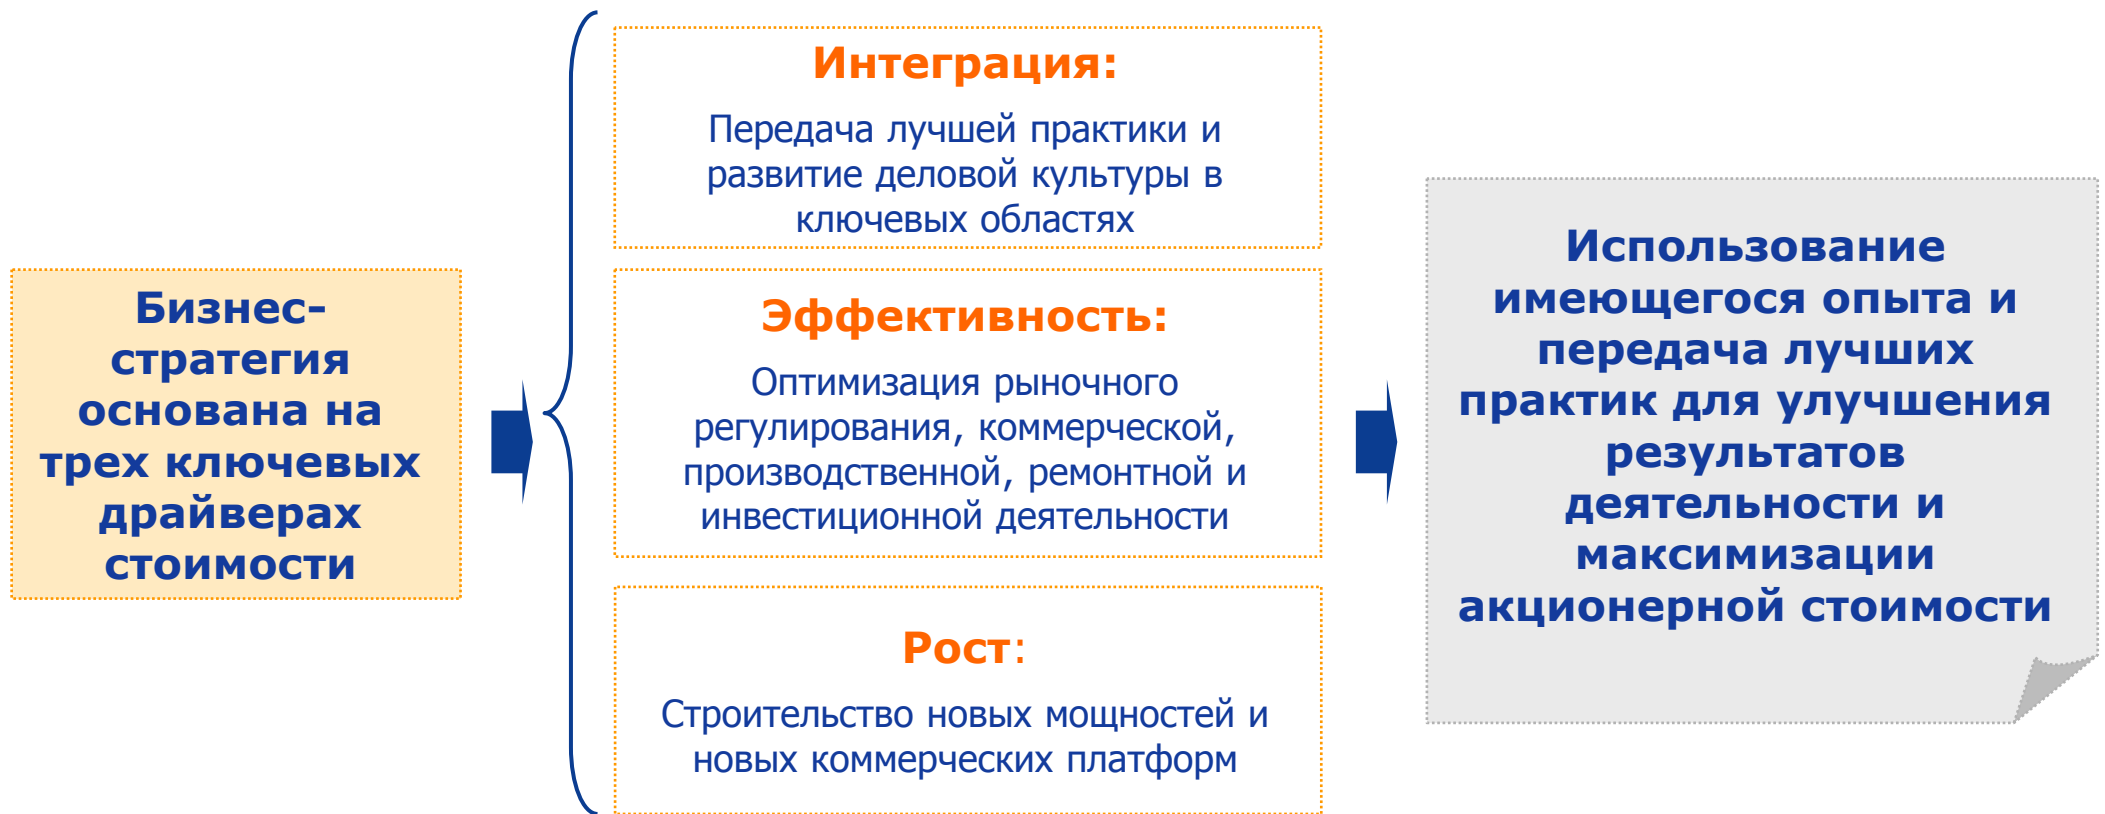 Бизнес-
стратегия
основана на
трех ключевых
драйверах
стоимости
Интеграция:
Передача лучшей практики и
развитие деловой культуры в
ключевых областях
Эффективность:
Оптимизация рыночного
регулирования, коммерческой,
производственной, ремонтной и
инвестиционной деятельности
Рост:
Строительство новых мощностей и
новых коммерческих платформ
Использование
имеющегося опыта и
передача лучших
практик для улучшения
результатов
деятельности и
максимизации
акционерной стоимости